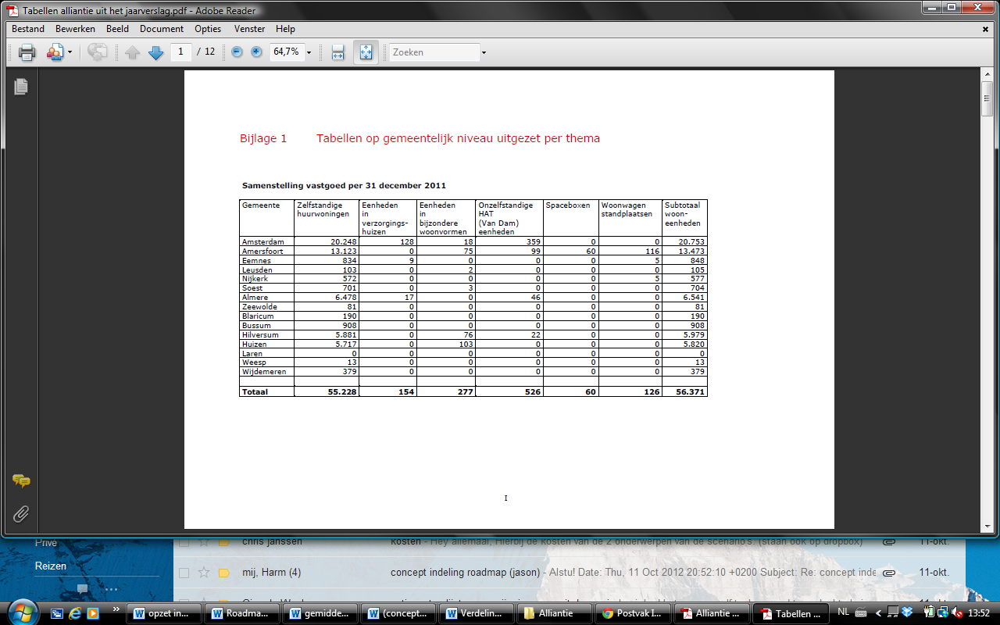 Tabellen alliantie uit het jaarverslag.pdf - Adobe Reader
Bestand Bewerken Beeld Document Opties Venster Help
1 / 12 64,7% Zoeken
Bijlage 1 Tabellen op gemeentelijk niveau uitgezet per thema
Samenstelling vastgoed per 31 december 2011
Gemeente Zelfstandige Eenheden Eenheden Onzelfstandige Spaceboxen Woonwagen Subtotaal
huurwoningen in in HAT standplaatsen woon-
verzorgings- bijzondere (Van Dam) eenheden
huizen woonvormen eenheden
Amsterdam 20.248 128 18 359 0 0 20.753
Amersfoort 13.123 0 75 99 60 116 13.473
Eemnes 834 9 0 0 0 5 848
Leusden 103 0 2 0 0 0 105
Nijkerk 572 0 0 0 0 5 577
Soest 701 0 3 0 0 0 704
Almere 6.478 17 0 46 0 0 6.541
Zeewolde 81 0 0 0 0 0 81
Blaricum 190 0 0 0 0 0 190
Bussum 908 0 0 0 0 0 908
Hilversum 5.881 0 76 22 0 0 5.979
Huizen 5.717 0 103 0 0 0 5.820
Laren 0 0 0 0 0 0 0
Weesp 13 0 0 0 0 0 13
Wijdemeren 379 0 0 0 0 0 379
Totaal 55.228 154 277 526 60 126 56.371
I
Privé chris janssen Kosten - Hey allemaal, Hierbij de kosten van de 2 onderwerpen van de scenario's. (staan ook op dropbox) 11-okt.
Reizen mij, Harm (4) concept indeling roadmap (jason) - Alstu! Date: Thu, 11 Oct 2012 20:52:10 +0200 Subject: Re: concept inde 11-okt.
opzet in... Roadma... gemidde... (concept... Verdelin... Alliantie Postvak I... Alliantie ... Tabellen ... NL 13:52